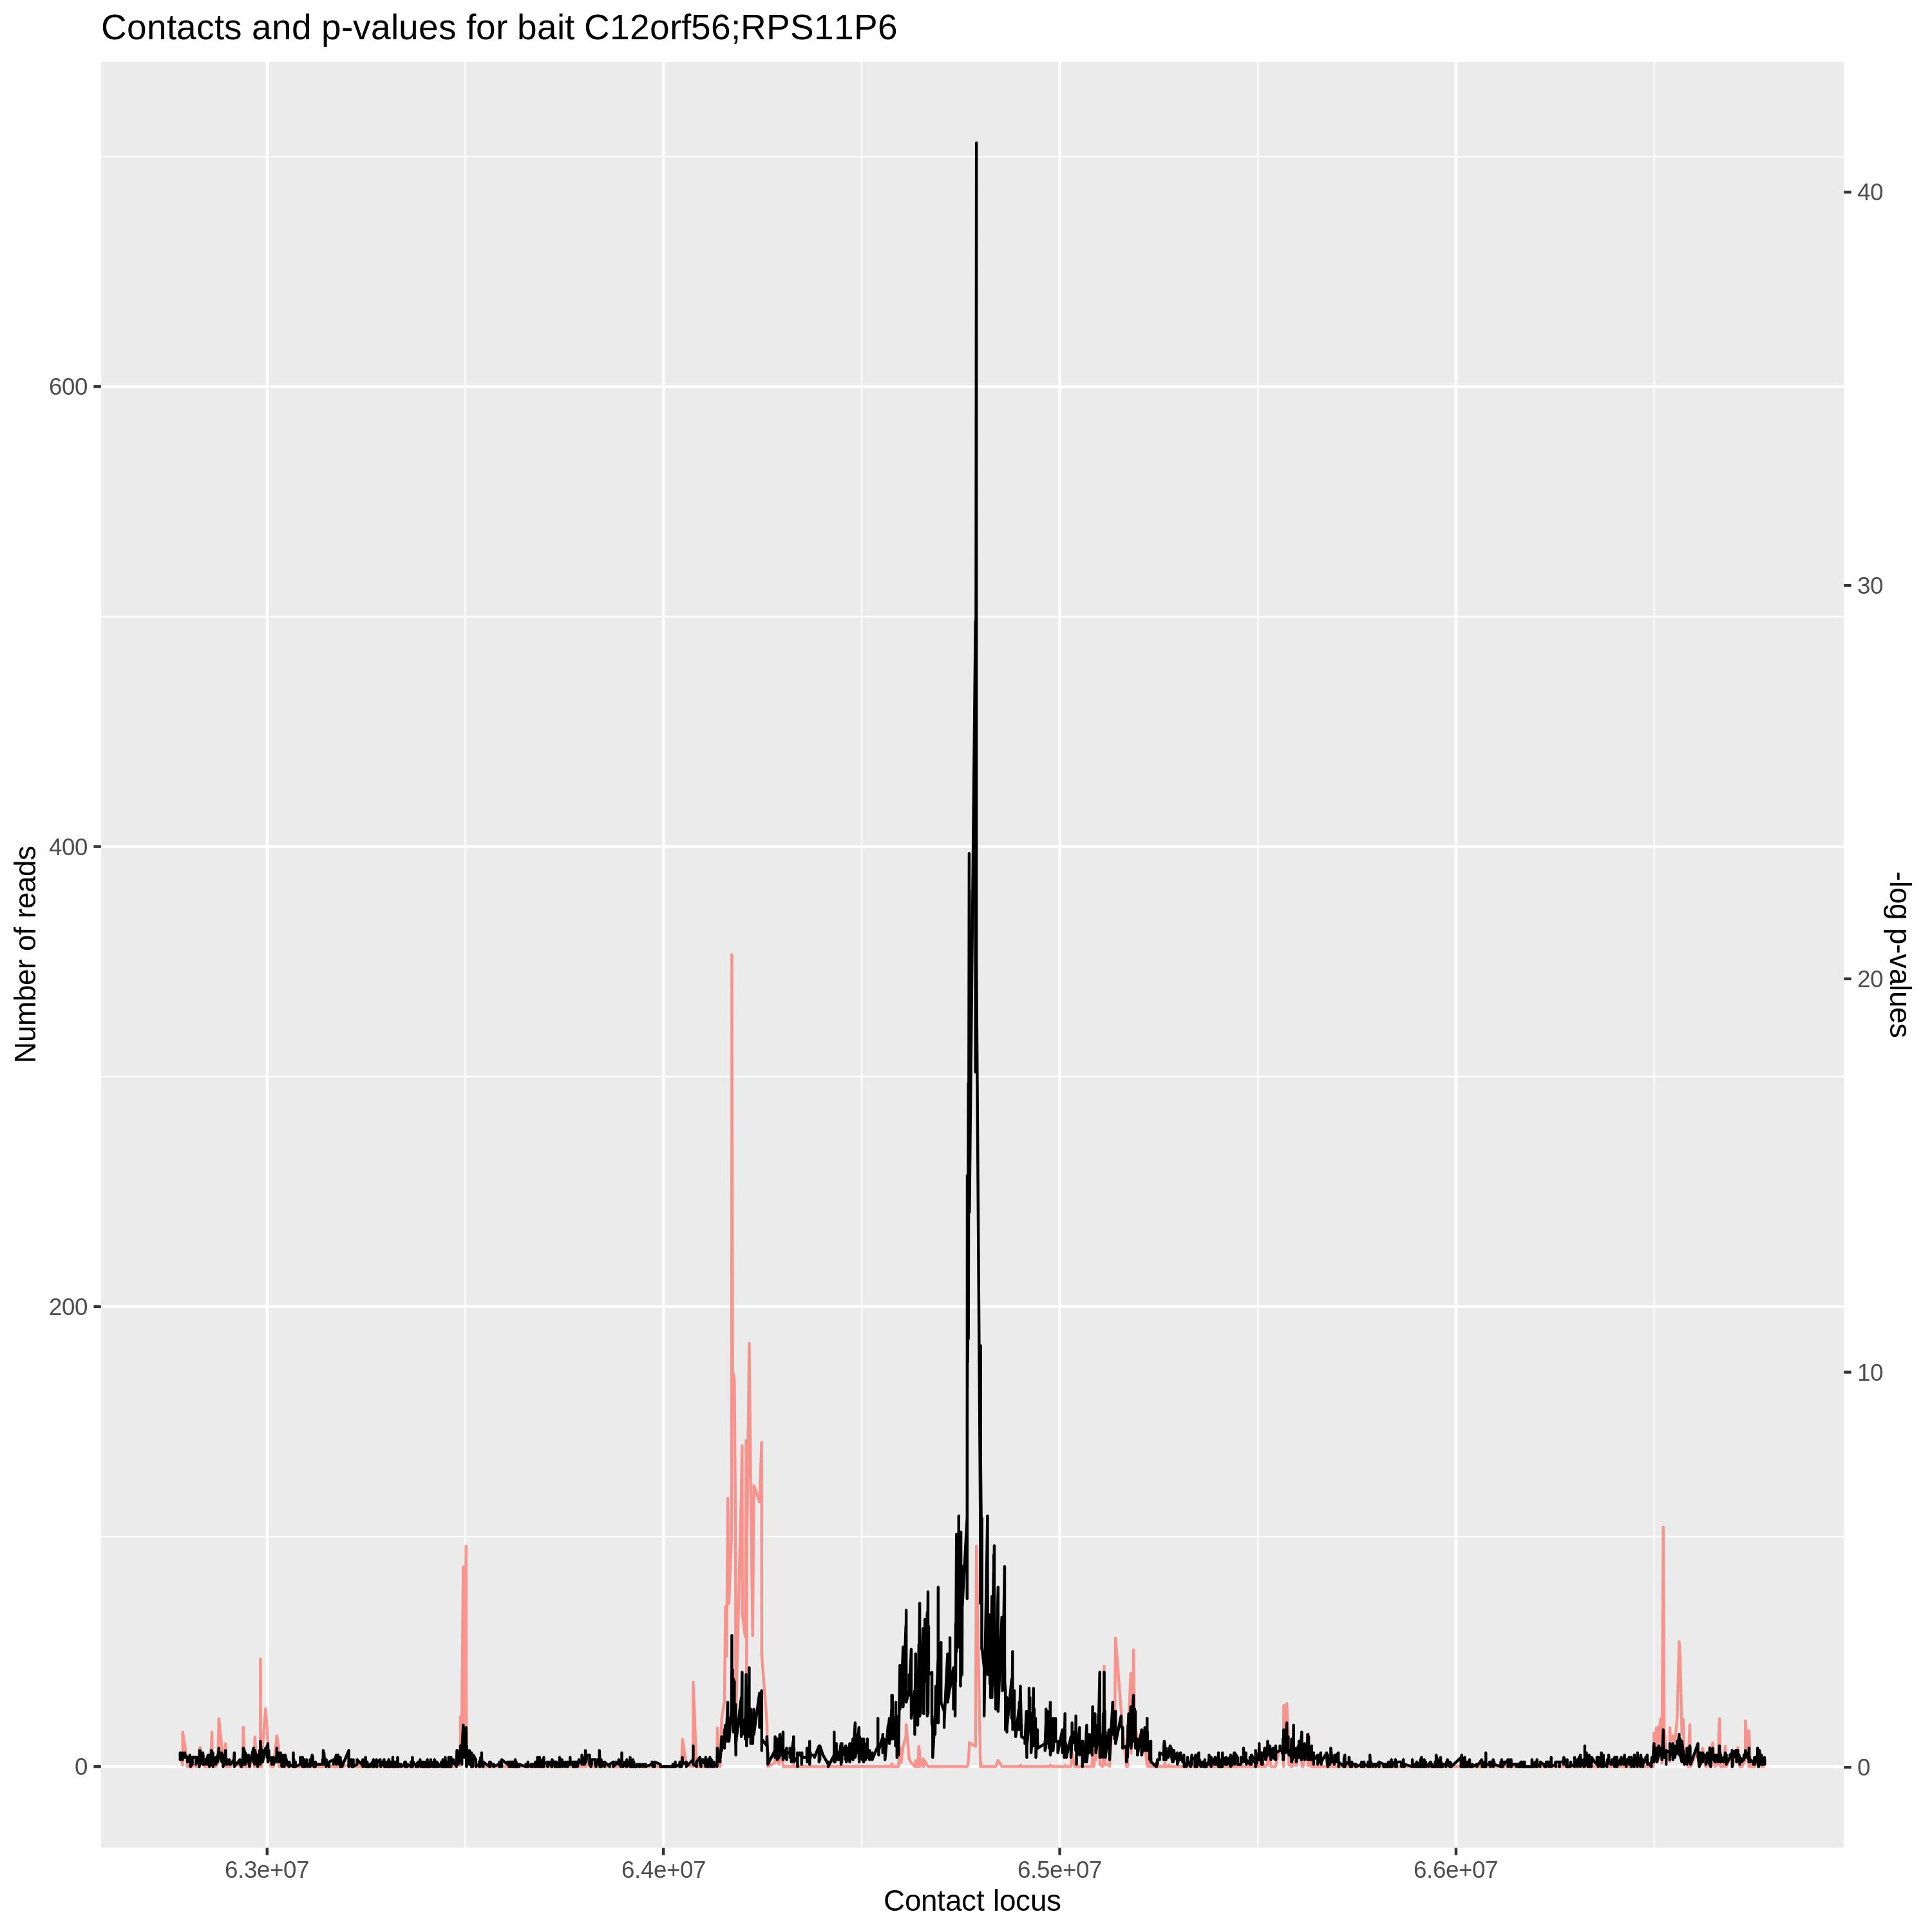 Contacts and p-values for bait C12orf56;RPS11P6
600
400
200
0
Number of reads
40
30
20
10
0
-log p-values
6.3e+07
6.4e+07
6.5e+07
6.6e+07
Contact locus